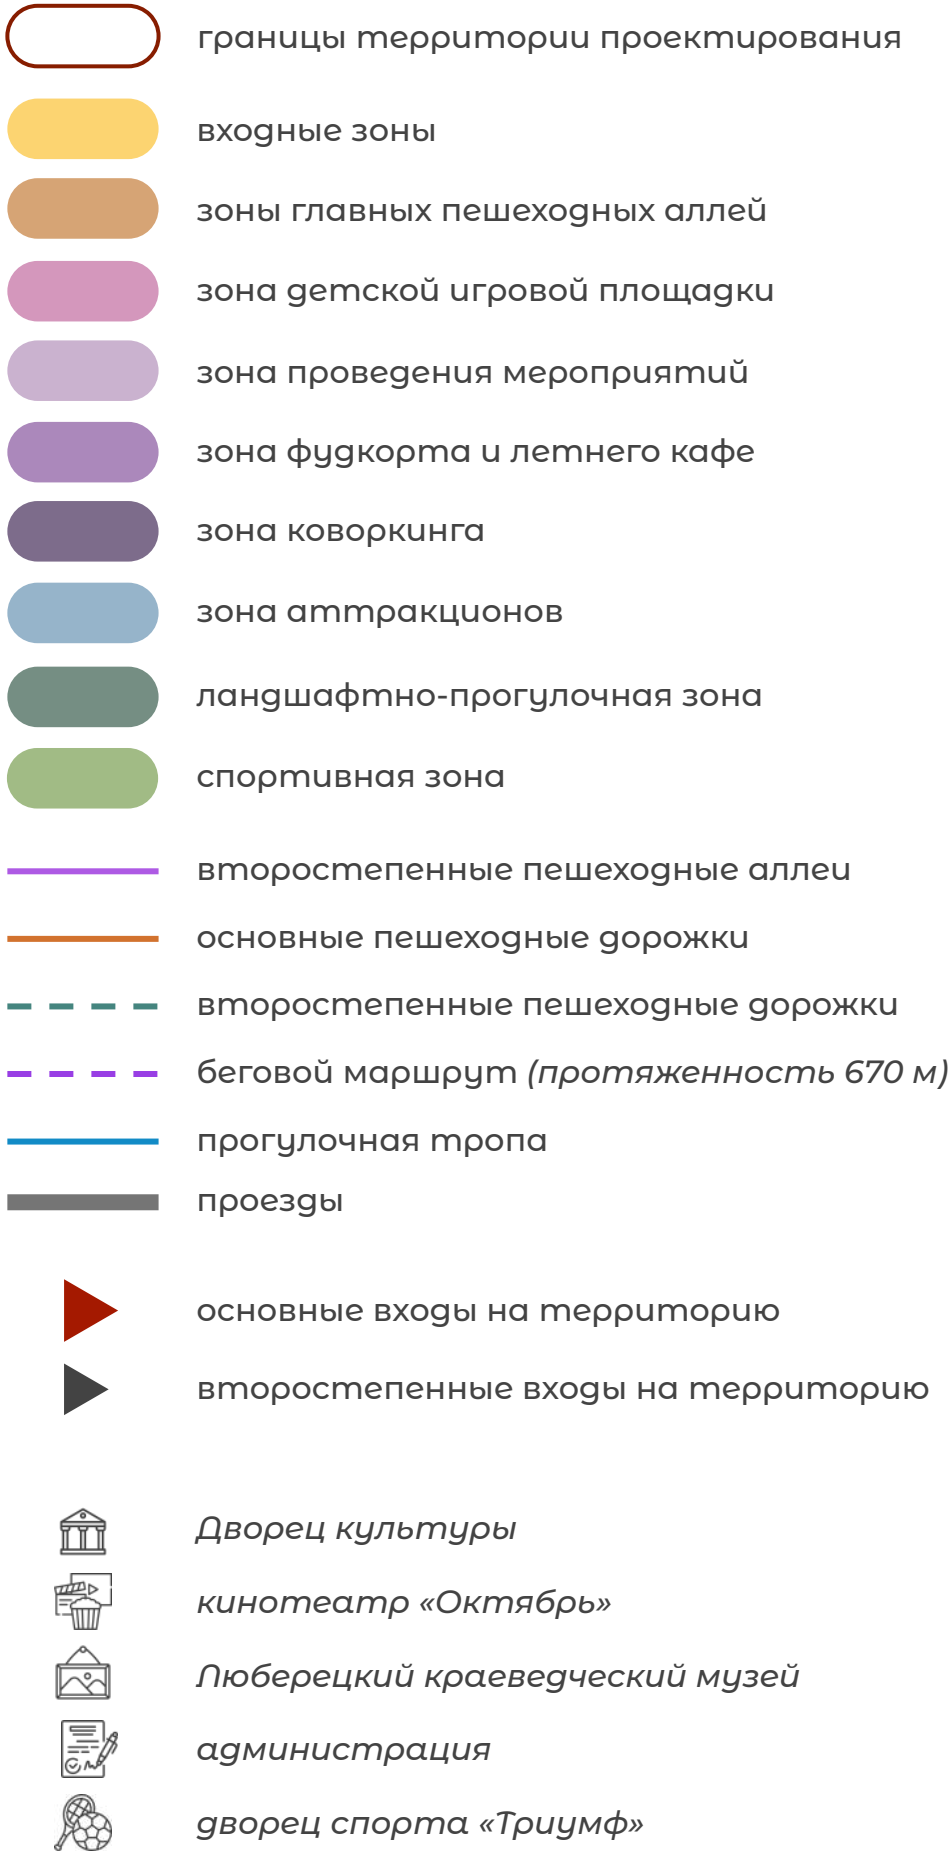 границы территории проектирования
входные зоны
зоны главных пешеходных аллей
зона детской игровой площадки
зона проведения мероприятий
зона фудкорта и летнего кафе
зона коворкинга
зона аттракционов
ландшафтно-прогулочная зона
спортивная зона
второстепенные пешеходные аллеи
основные пешеходные дорожки
второстепенные пешеходные дорожки
беговой маршрут (протяженность 670 м)
прогулочная тропа
проезды
основные входы на территорию
второстепенные входы на территорию
Дворец культуры
кинотеатр «Октябрь»
Люберецкий краеведческий музей
администрация
дворец спорта «Триумф»